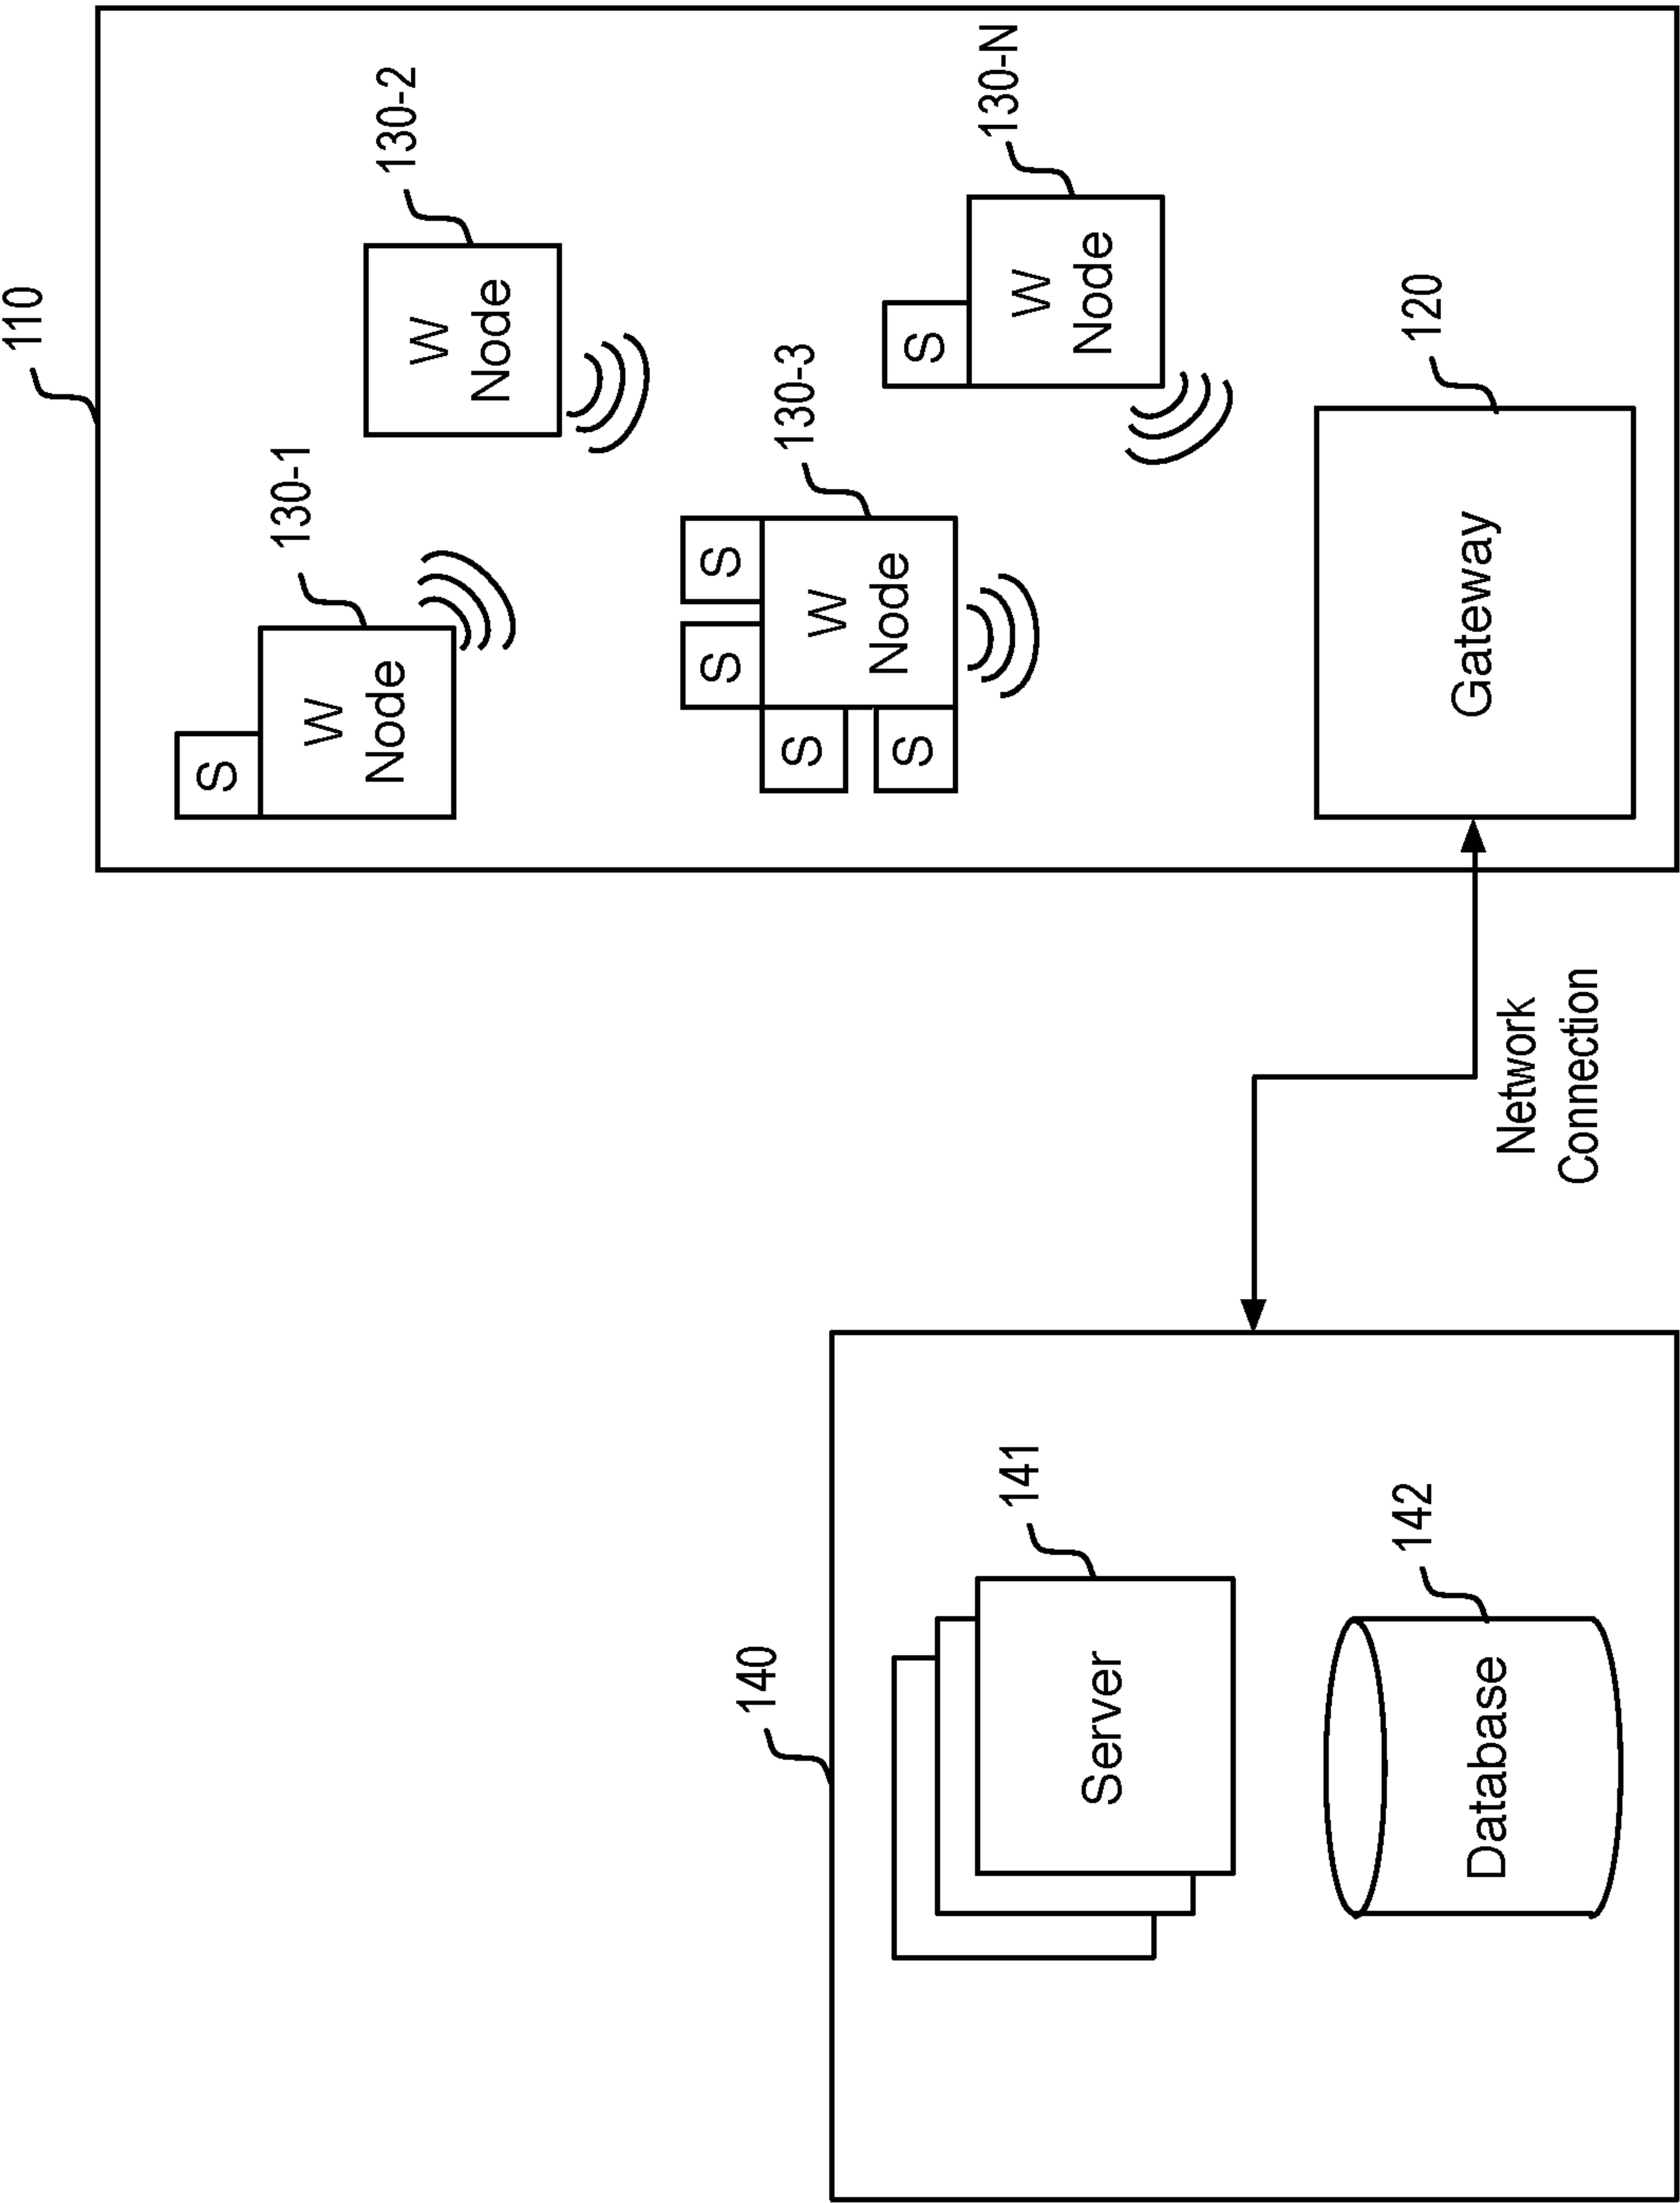 110
130-1
130-2
S
W
Node
W
Node
130-3
130-N
S
S
S
S
W
Node
S
W
Node
140
141
Server
120
Gateway
142
Database
Network
Connection